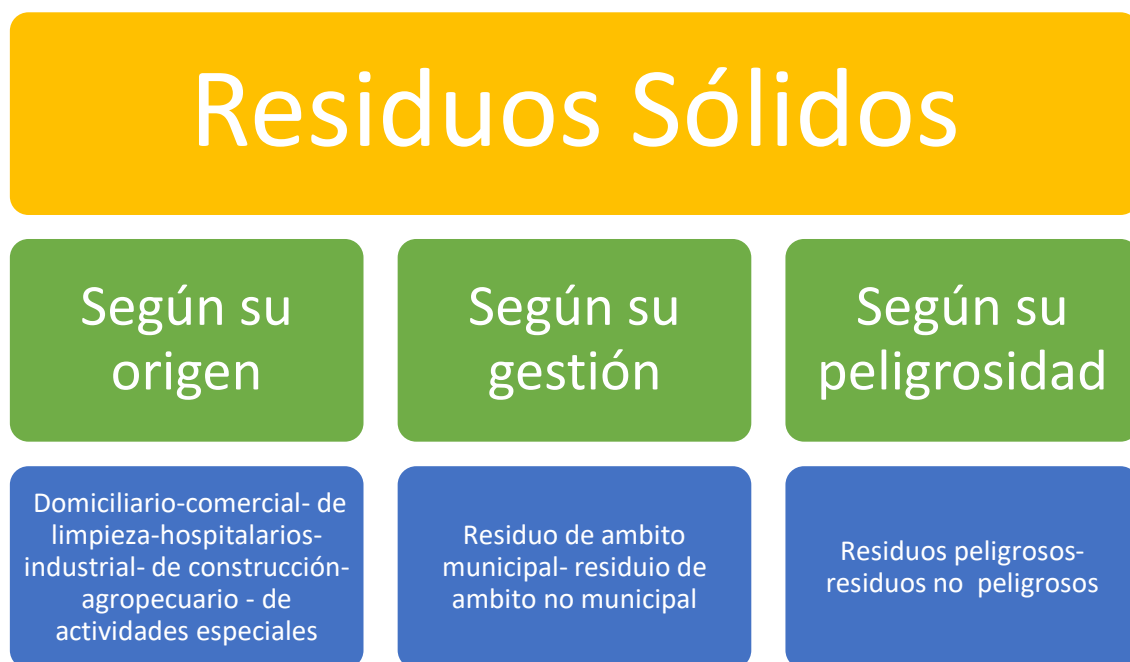 Residuos Sólidos
Según su
origen
Según su
gestión
Según su
peligrosidad
Domiciliario-comercial- de
limpieza-hospitalarios-
industrial- de construcción-
agropecuario - de
actividades especiales
Residuo de ambito
municipal- residuio de
ambito no municipal
Residuos peligrosos-
residuos no  peligrosos